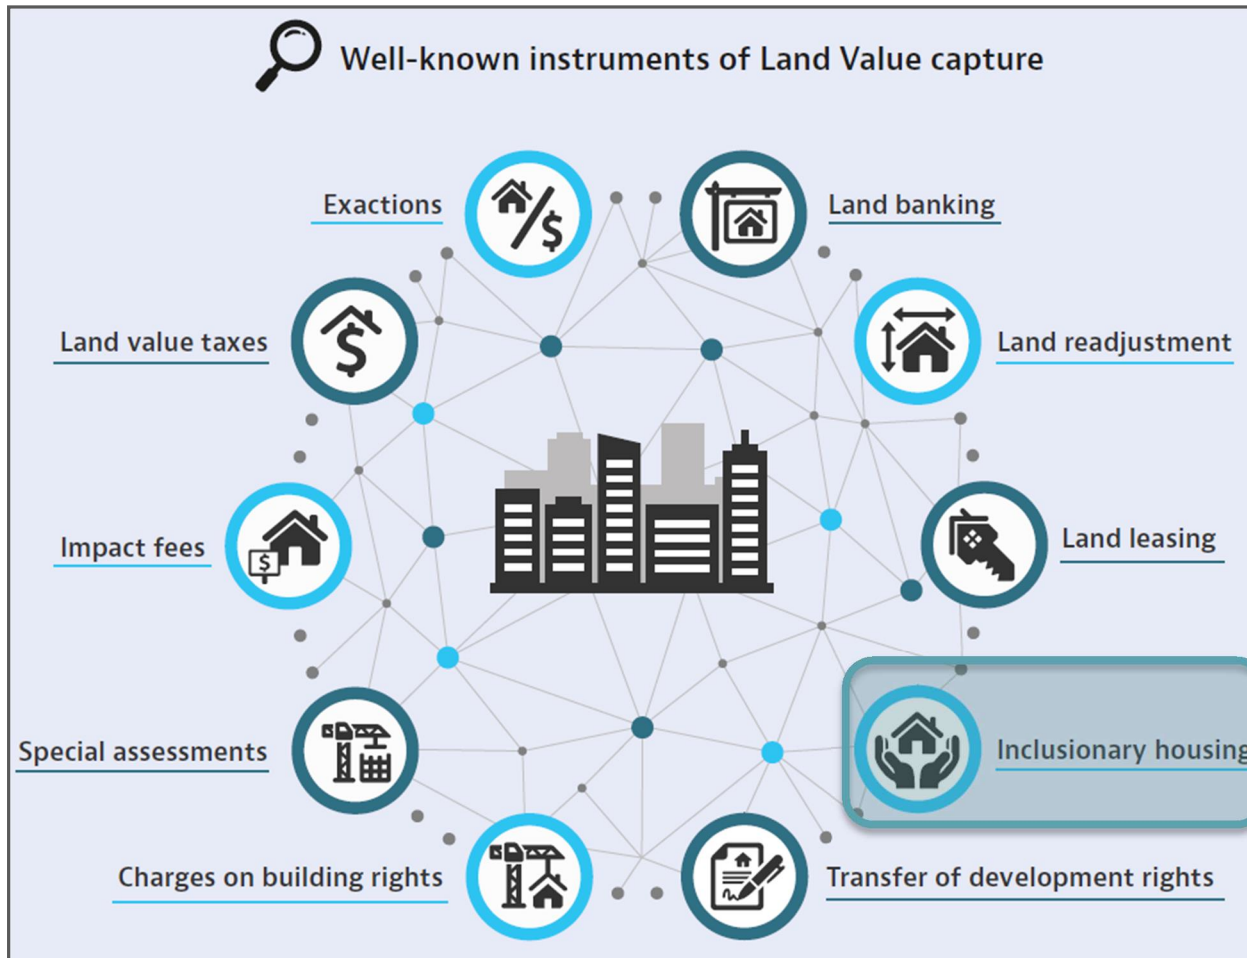 Well-known instruments of Land Value capture
Exactions
Land banking
Land value taxes
Land readjustment
Impact fees
$
Land leasing
Special assessments
Inclusionary housing
Charges on building rights
Transfer of development rights